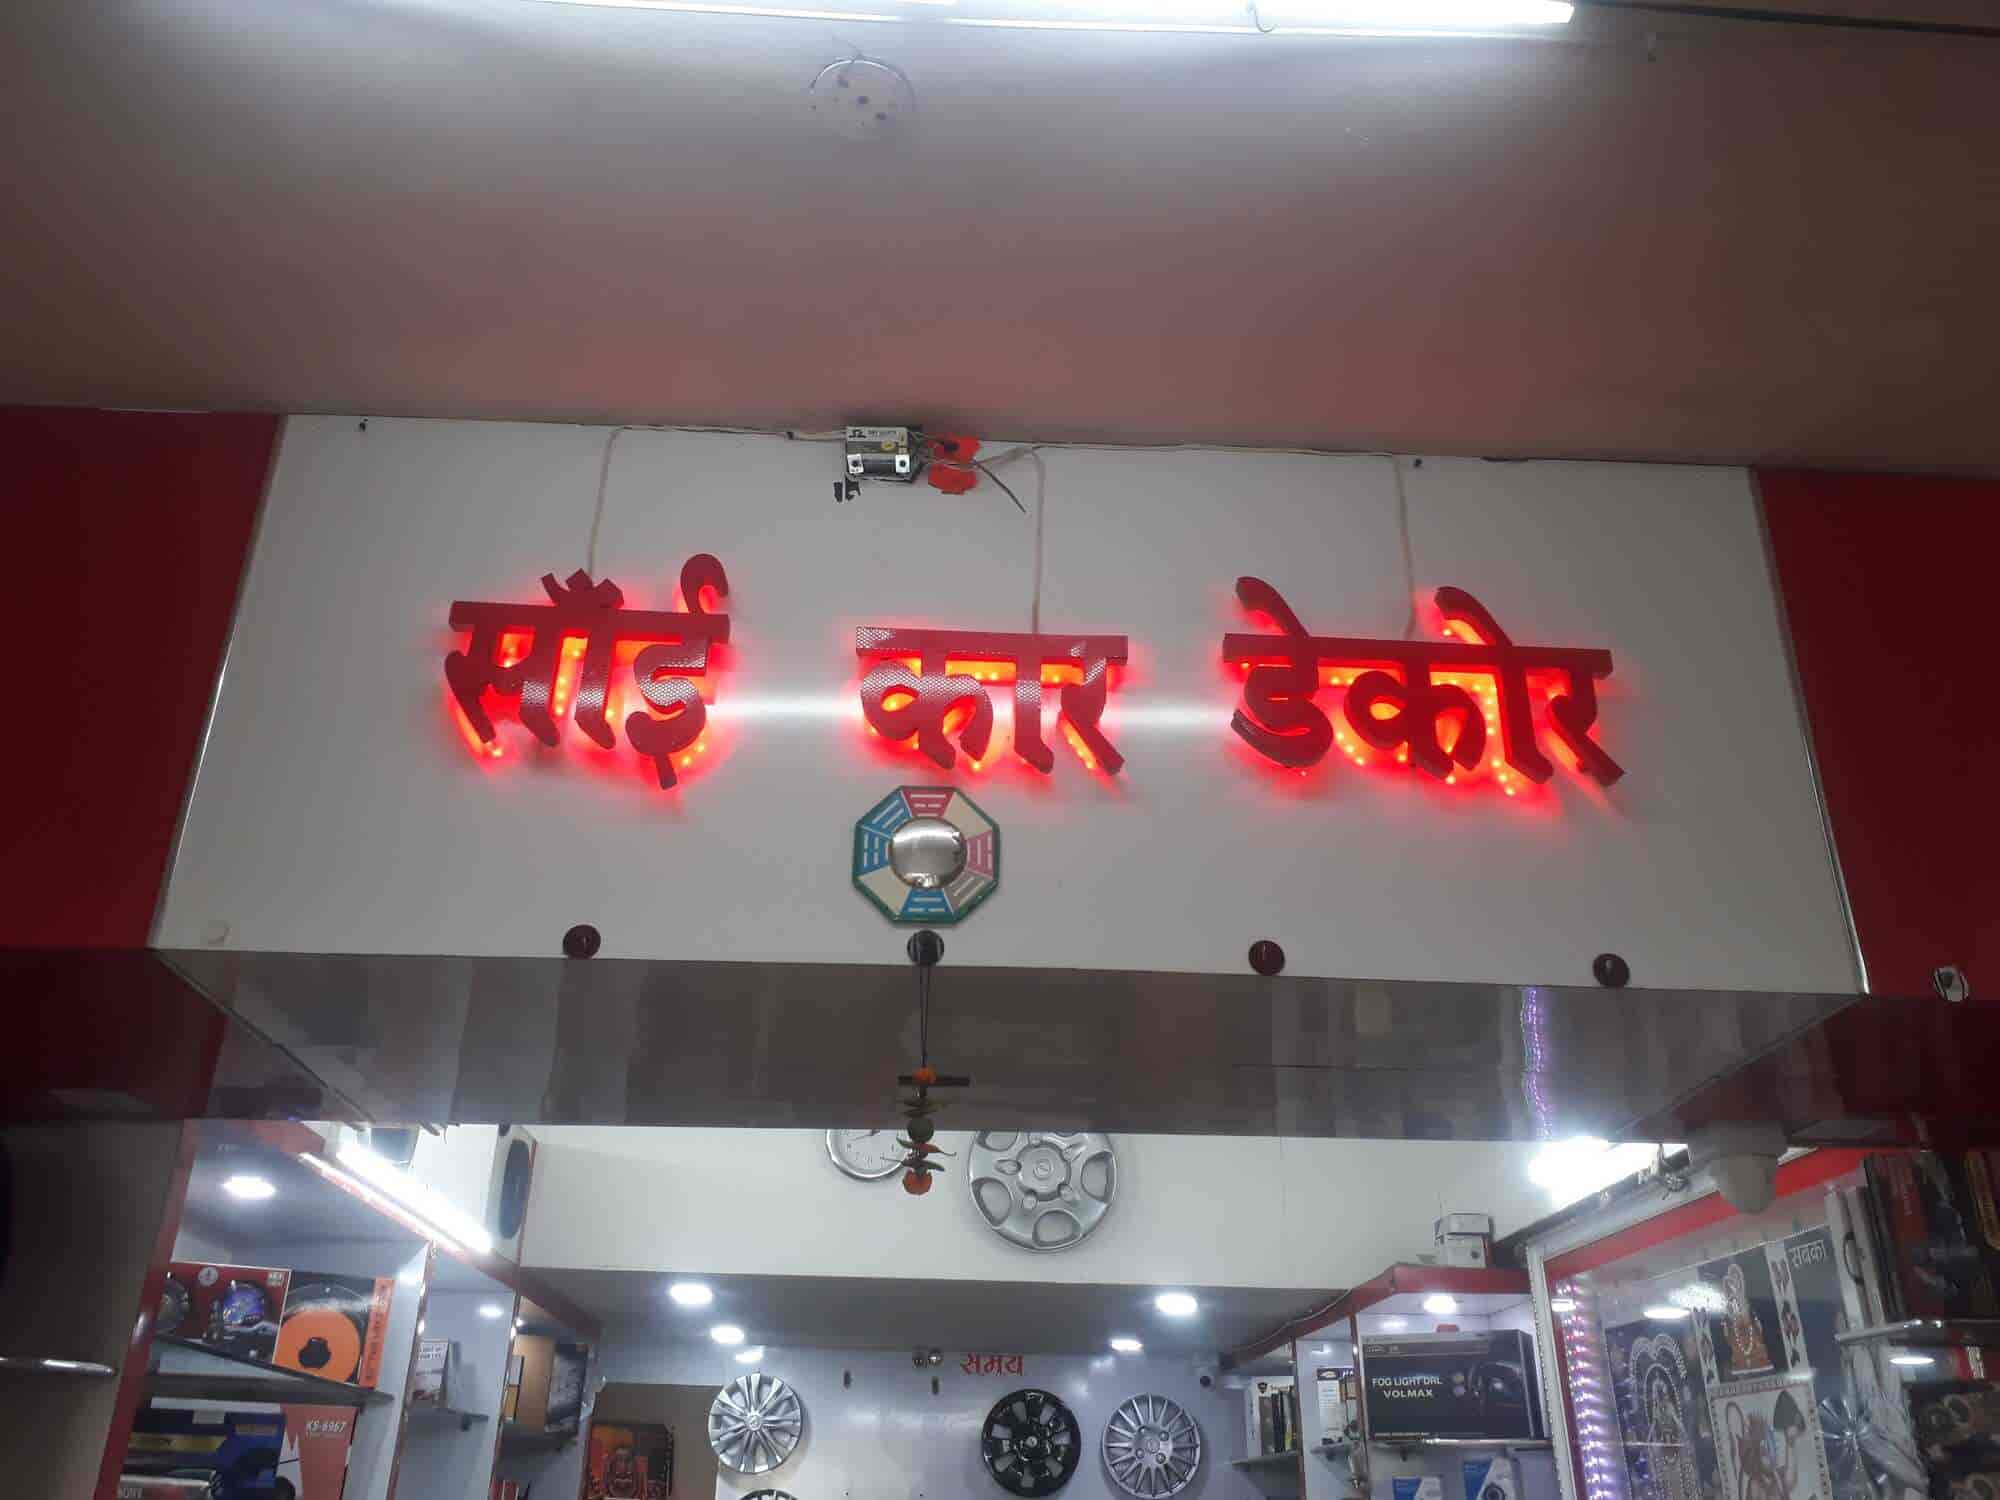 साँई कार डेकोर
सबका
समय
FOG LIGHT DRL
VOLMAX
KS-6967